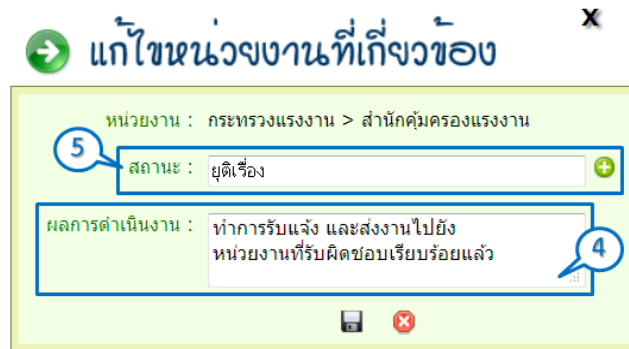 X
แก้ไขหน่วยงานที่เกี่ยวข้อง
หน่วยงาน : กระทรวงแรงงาน > สำนักคุ้มครองแรงงาน
5
สถานะ : ยุติเรื่อง
ผลการดำเนินงาน : ทำการรับแจ้ง และส่งงานไปยัง
หน่วยงานที่รับผิดชอบเรียบร้อยแล้ว
4